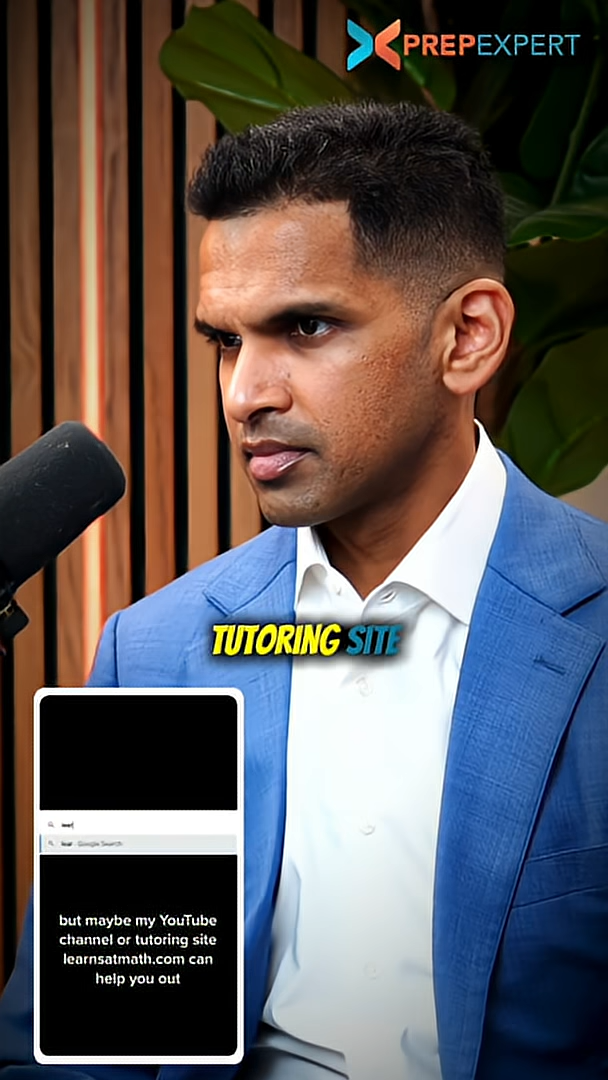 PREPEXPERT
TUTORING SITE
lear
lear - Google Search
but maybe my YouTube
channel or tutoring site
learnsatmath.com can
help you out